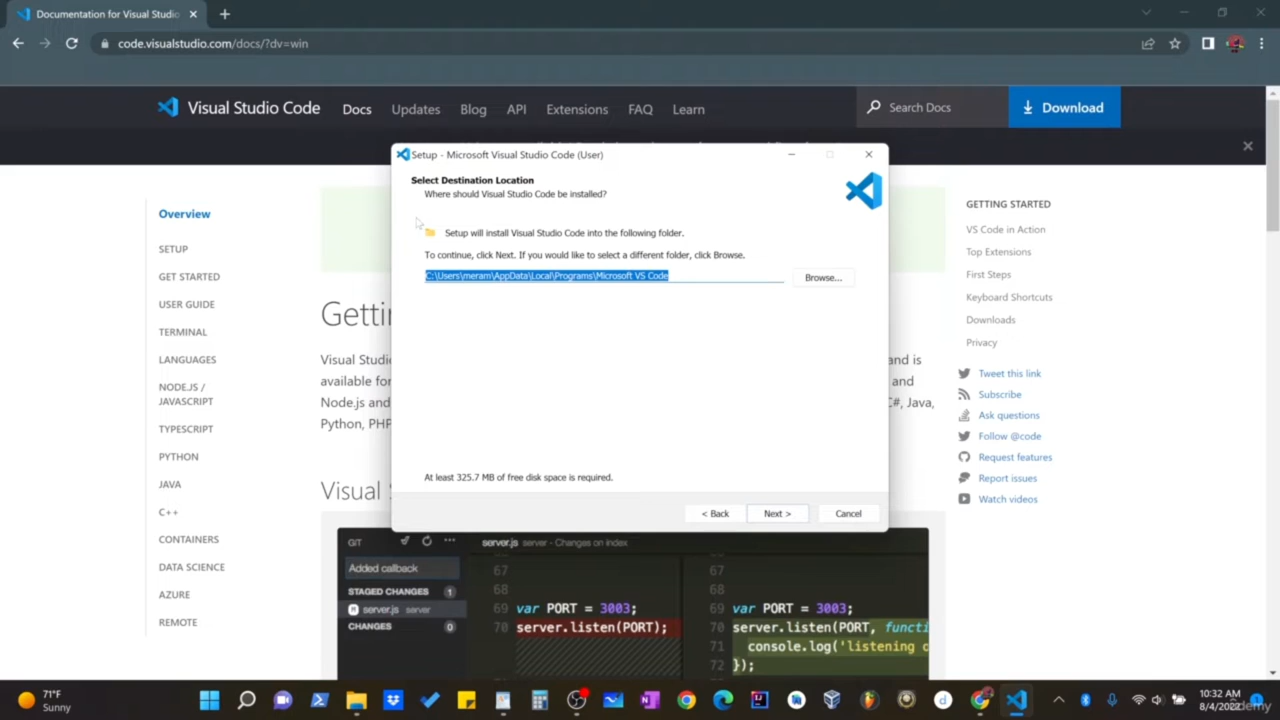 Documentation for Visual Studio
code.visualstudio.com/docs/?dv=win
Visual Studio Code
Docs
Updates
Blog
API
Extensions
FAQ
Learn
Search Docs
Download
Overview
SETUP
GET STARTED
USER GUIDE
TERMINAL
LANGUAGES
NODE.JS /
JAVASCRIPT
TYPESCRIPT
PYTHON
JAVA
C++
CONTAINERS
DATA SCIENCE
AZURE
REMOTE
Setup - Microsoft Visual Studio Code (User)
Select Destination Location
Where should Visual Studio Code be installed?
Setup will install Visual Studio Code into the following folder.
To continue, click Next. If you would like to select a different folder, click Browse.
C:\Users\meram\AppData\Local\Programs\Microsoft VS Code
Browse...
At least 325.7 MB of free disk space is required.
< Back
Next >
Cancel
Visual Studi
and is
available for
and
Node.js and
C#, Java,
Python, PHP
Visual
GETTING STARTED
VS Code in Action
Top Extensions
First Steps
Keyboard Shortcuts
Downloads
Privacy
Tweet this link
Subscribe
Ask questions
Follow @code
Request features
Report issues
Watch videos
GIT
Added callback
STAGED CHANGES 1
server.js server
CHANGES 0
server.js server - Changes on index
67
68
69 var PORT = 3003;
70 server.listen(PORT);
67
68
69 var PORT = 3003;
70 server.listen(PORT, functi
71 console.log('listening
72 });
71°F
Sunny
10:32 AM
8/4/2022